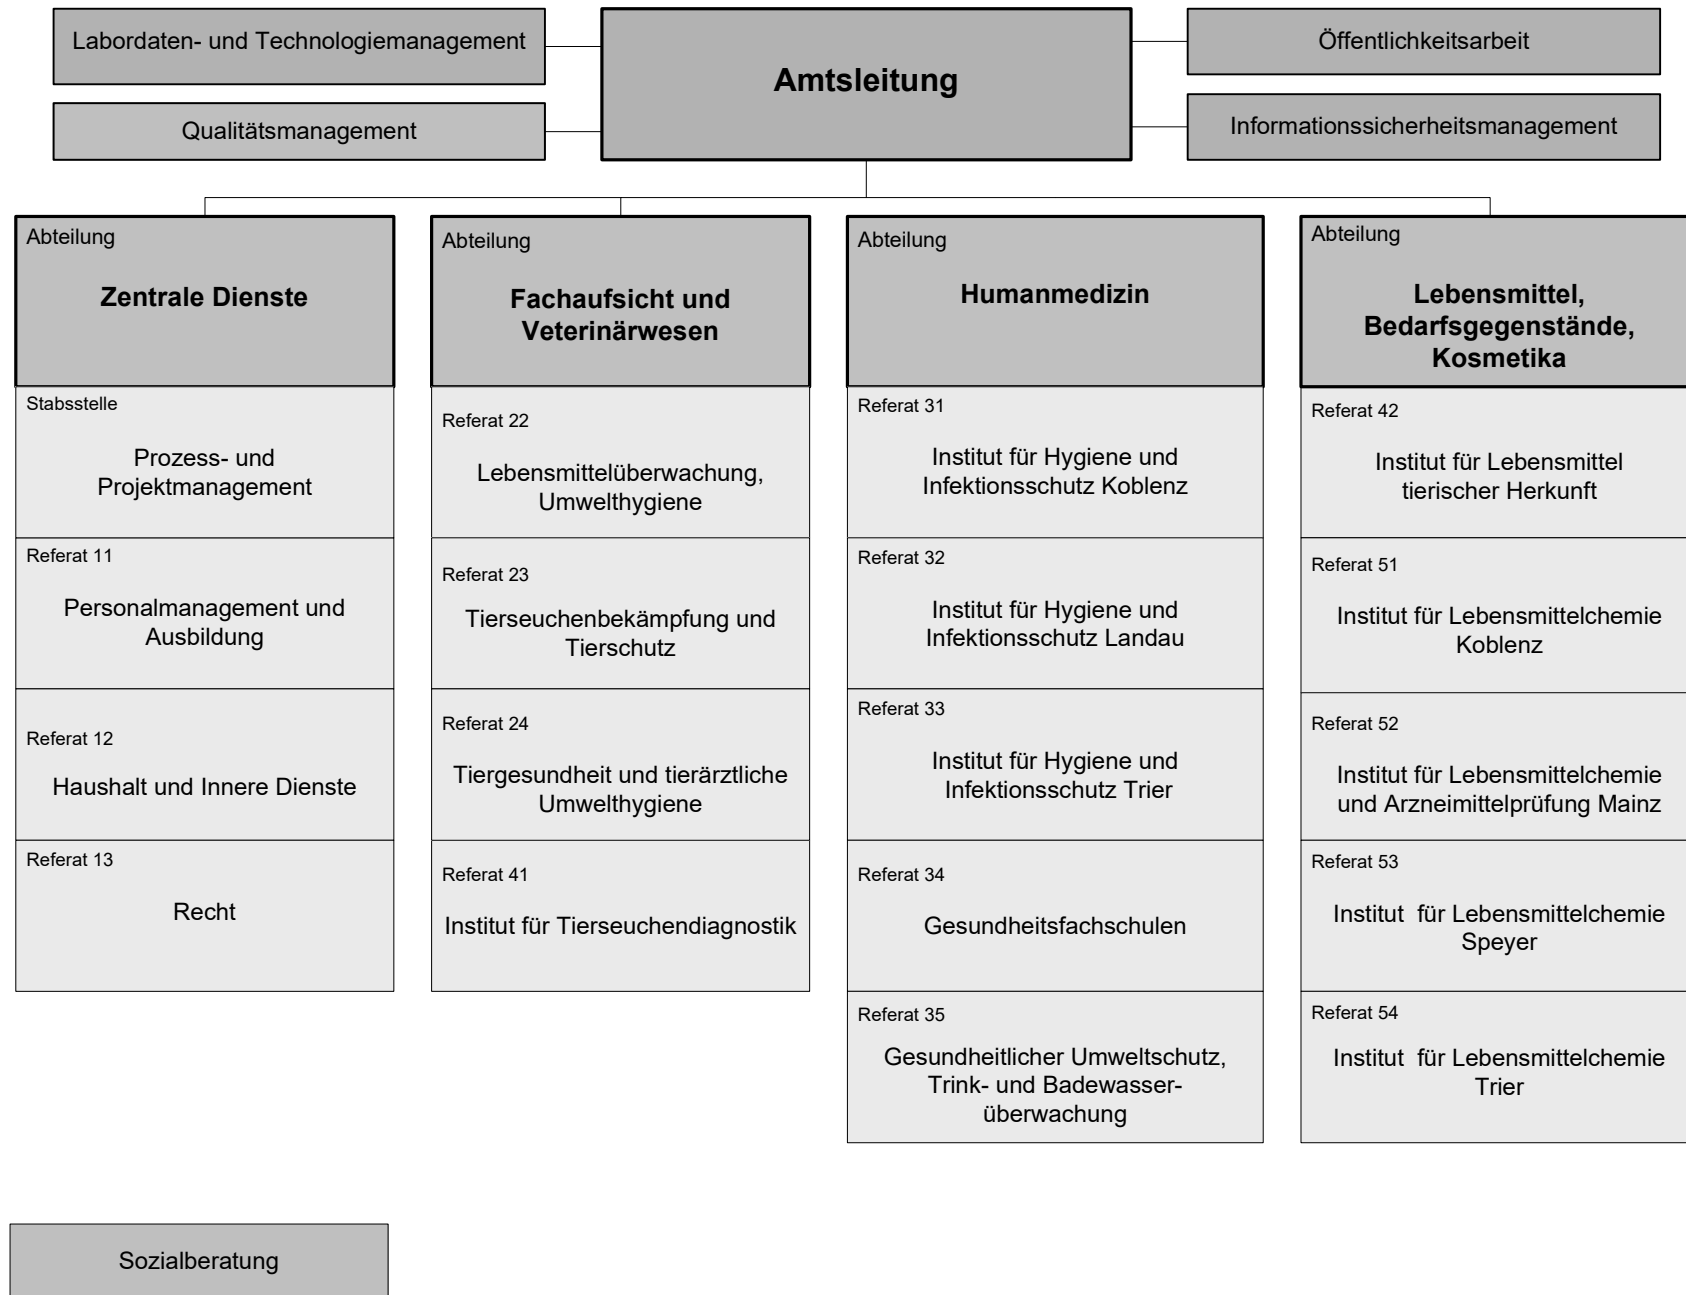 Labordaten- und Technologiemanagement
Qualitätsmanagement
Amtsleitung
Öffentlichkeitsarbeit
Informationssicherheitsmanagement
Abteilung
Zentrale Dienste
Stabsstelle
Prozess- und
Projektmanagement
Referat 11
Personalmanagement und
Ausbildung
Referat 12
Haushalt und Innere Dienste
Referat 13
Recht
Abteilung
Fachaufsicht und
Veterinärwesen
Referat 22
Lebensmittelüberwachung,
Umwelthygiene
Referat 23
Tierseuchenbekämpfung und
Tierschutz
Referat 24
Tiergesundheit und tierärztliche
Umwelthygiene
Referat 41
Institut für Tierseuchendiagnostik
Abteilung
Humanmedizin
Referat 31
Institut für Hygiene und
Infektionsschutz Koblenz
Referat 32
Institut für Hygiene und
Infektionsschutz Landau
Referat 33
Institut für Hygiene und
Infektionsschutz Trier
Referat 34
Gesundheitsfachschulen
Referat 35
Gesundheitlicher Umweltschutz,
Trink- und Badewasser-
überwachung
Abteilung
Lebensmittel,
Bedarfsgegenstände,
Kosmetika
Referat 42
Institut für Lebensmittel
tierischer Herkunft
Referat 51
Institut für Lebensmittelchemie
Koblenz
Referat 52
Institut für Lebensmittelchemie
und Arzneimittelprüfung Mainz
Referat 53
Institut für Lebensmittelchemie
Speyer
Referat 54
Institut für Lebensmittelchemie
Trier
Sozialberatung